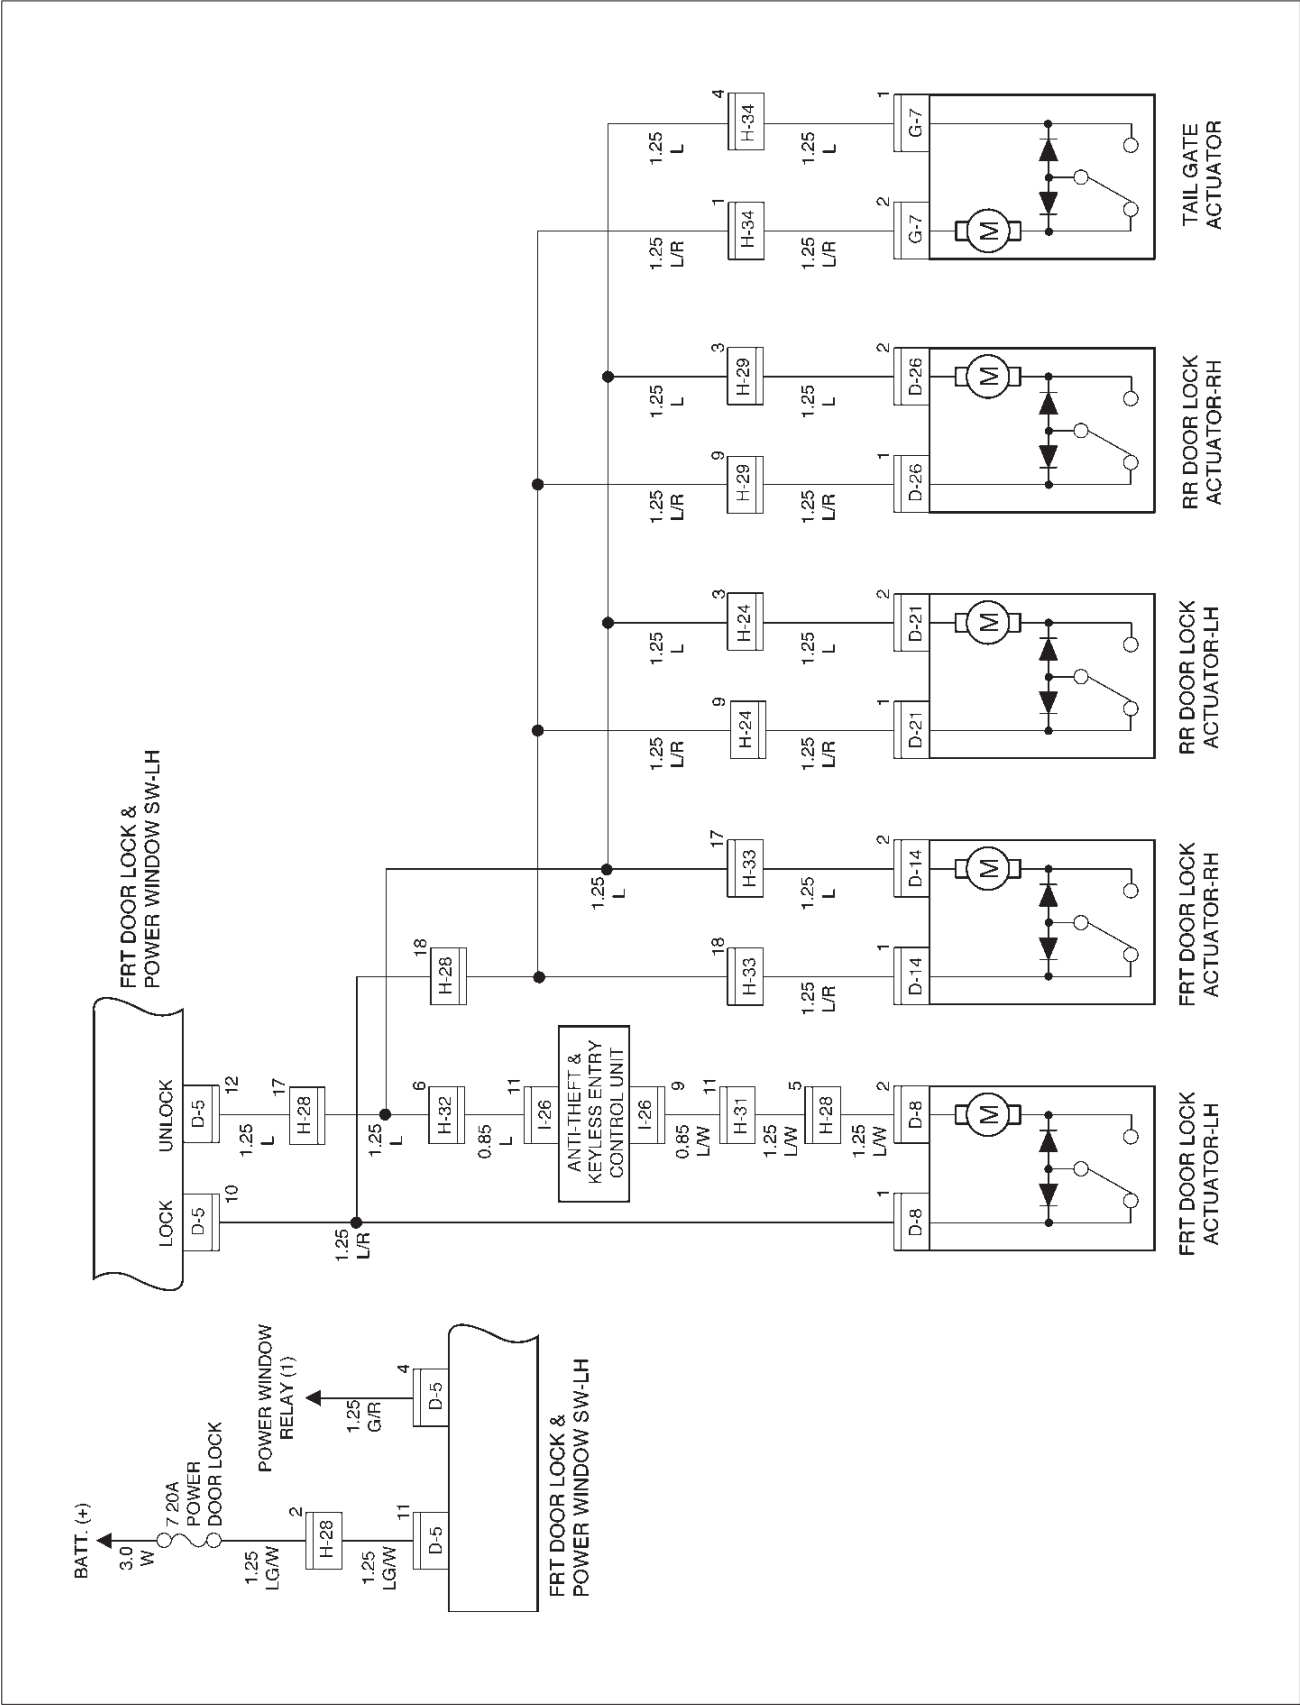 BATT. (+)
3.0
W
7 20A
POWER
DOOR LOCK
1.25
LG/W
2
H-28
1.25
LG/W
11
D-5
POWER WINDOW
RELAY (1)
1.25
G/R
4
D-5
FRT DOOR LOCK &
POWER WINDOW SW-LH
FRT DOOR LOCK &
POWER WINDOW SW-LH
LOCK
UNLOCK
D-5
10
D-5
12
1.25
L
17
H-28
1.25
L/R
1.25
L
18
H-28
6
H-32
0.85
L
11
I-26
ANTI-THEFT &
KEYLESS ENTRY
CONTROL UNIT
I-26
9
0.85
L/W
11
H-31
1.25
L/W
5
H-28
1.25
L/W
1
D-8
2
D-8
M
FRT DOOR LOCK
ACTUATOR-LH
1.25
L
18
H-33
17
H-33
1.25
L/R
1.25
L
1
D-14
2
D-14
M
FRT DOOR LOCK
ACTUATOR-RH
1.25
L/R
1.25
L
9
H-24
3
H-24
1.25
L/R
1.25
L
1
D-21
2
D-21
M
RR DOOR LOCK
ACTUATOR-LH
1.25
L/R
1.25
L
9
H-29
3
H-29
1.25
L/R
1.25
L
1
D-26
2
D-26
M
RR DOOR LOCK
ACTUATOR-RH
1.25
L/R
1.25
L
1
H-34
4
H-34
1.25
L/R
1.25
L
2
G-7
1
G-7
M
TAIL GATE
ACTUATOR